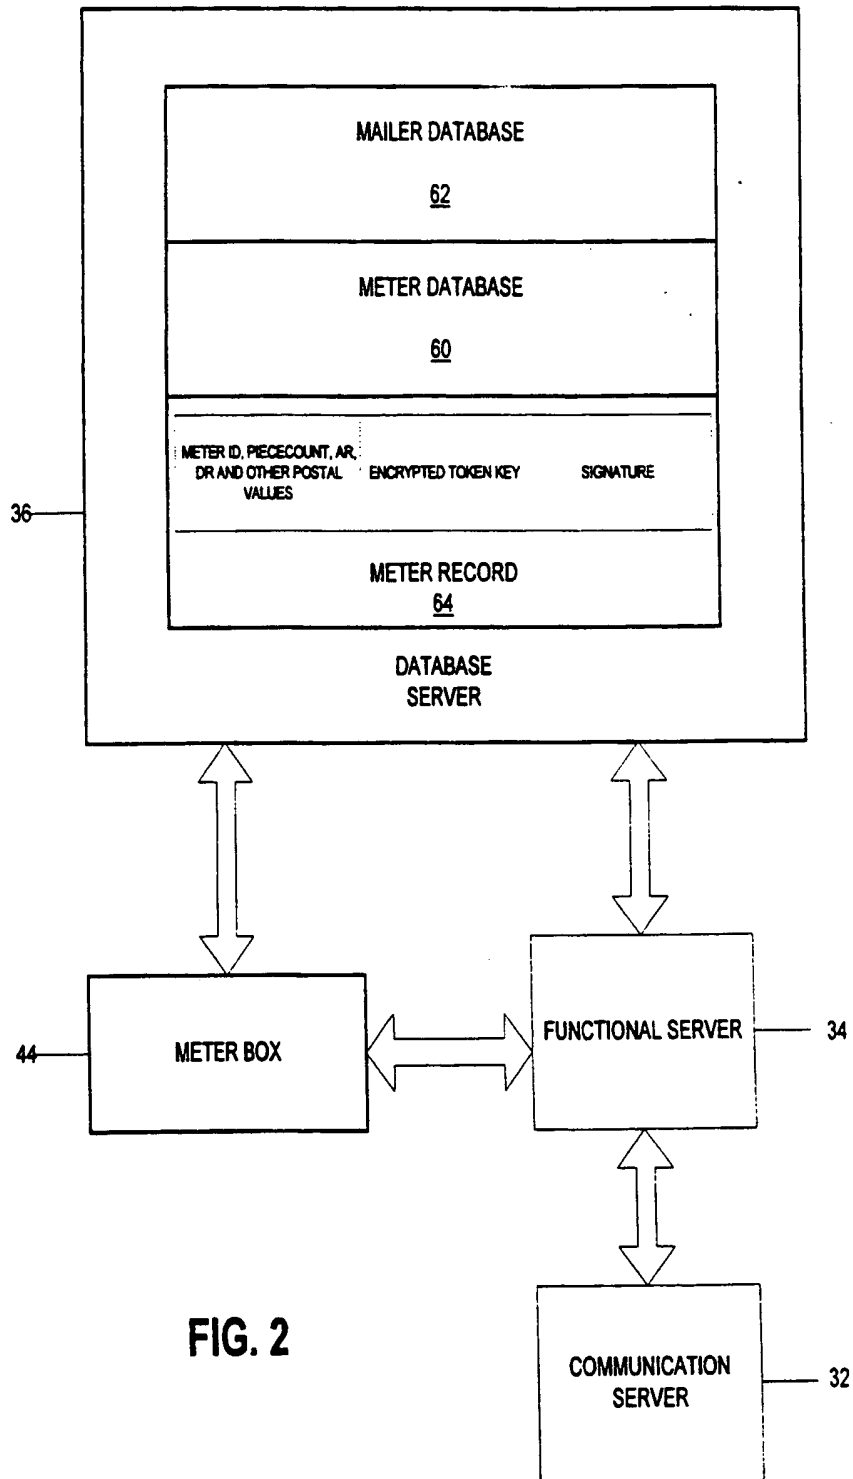 MAILER DATABASE
62
METER DATABASE
60
METER ID, PIECECOUNT, AR,
DR AND OTHER POSTAL
VALUES
ENCRYPTED TOKEN KEY
SIGNATURE
METER RECORD
64
DATABASE
SERVER
36
METER BOX
44
FUNCTIONAL SERVER
34
COMMUNICATION
SERVER
32
FIG. 2